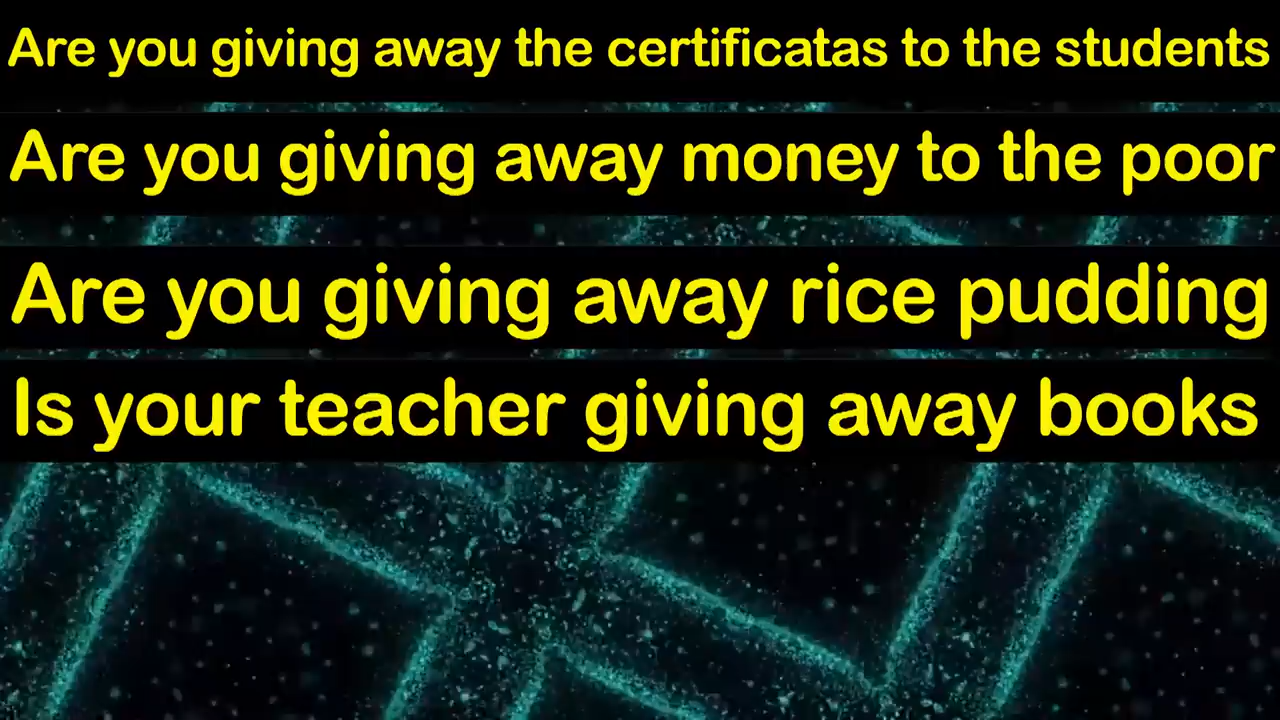 Are you giving away the certificatas to the students
Are you giving away money to the poor
Are you giving away rice pudding
Is your teacher giving away books